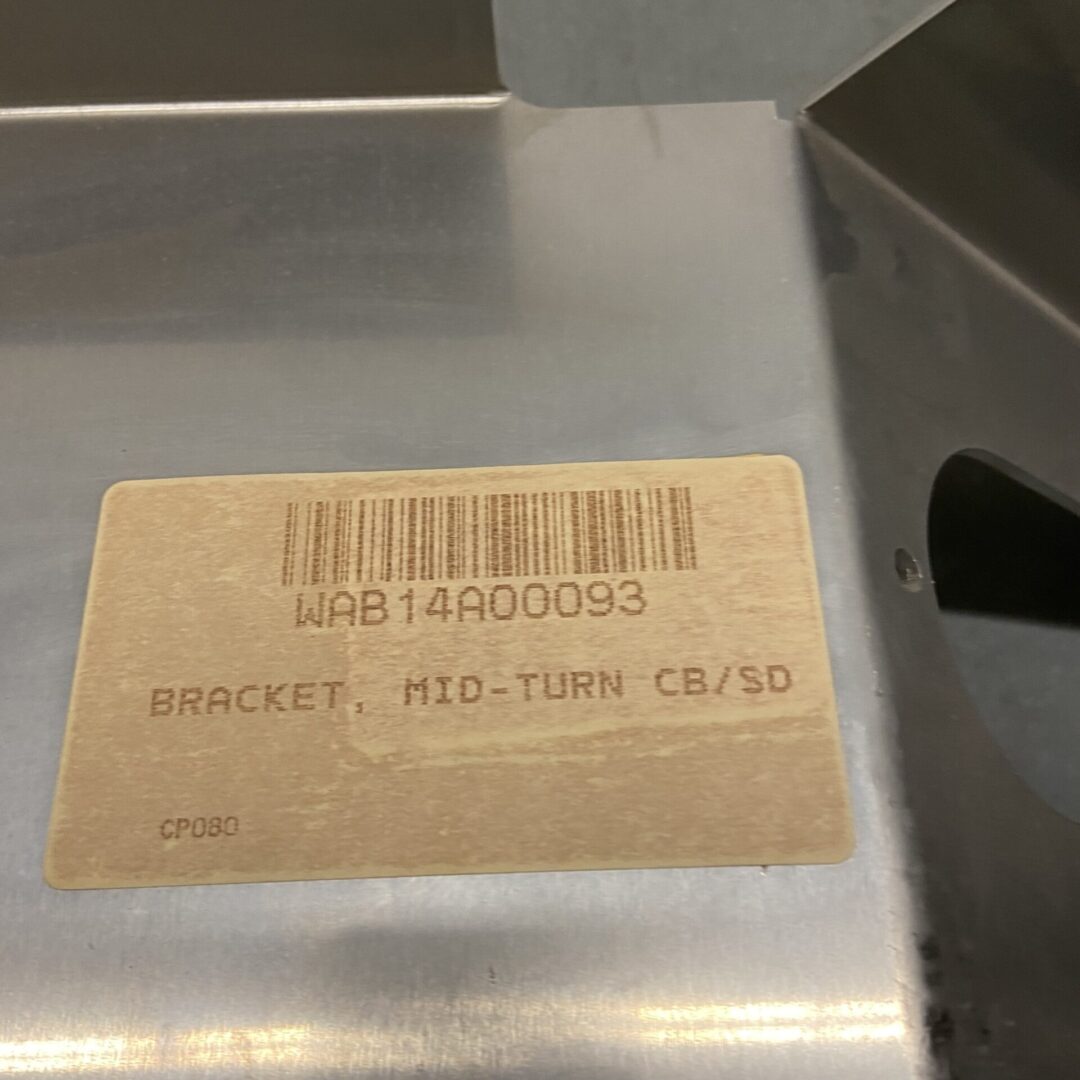 WAB14A00093
BRACKET, MID-TURN CB/SD
CP080